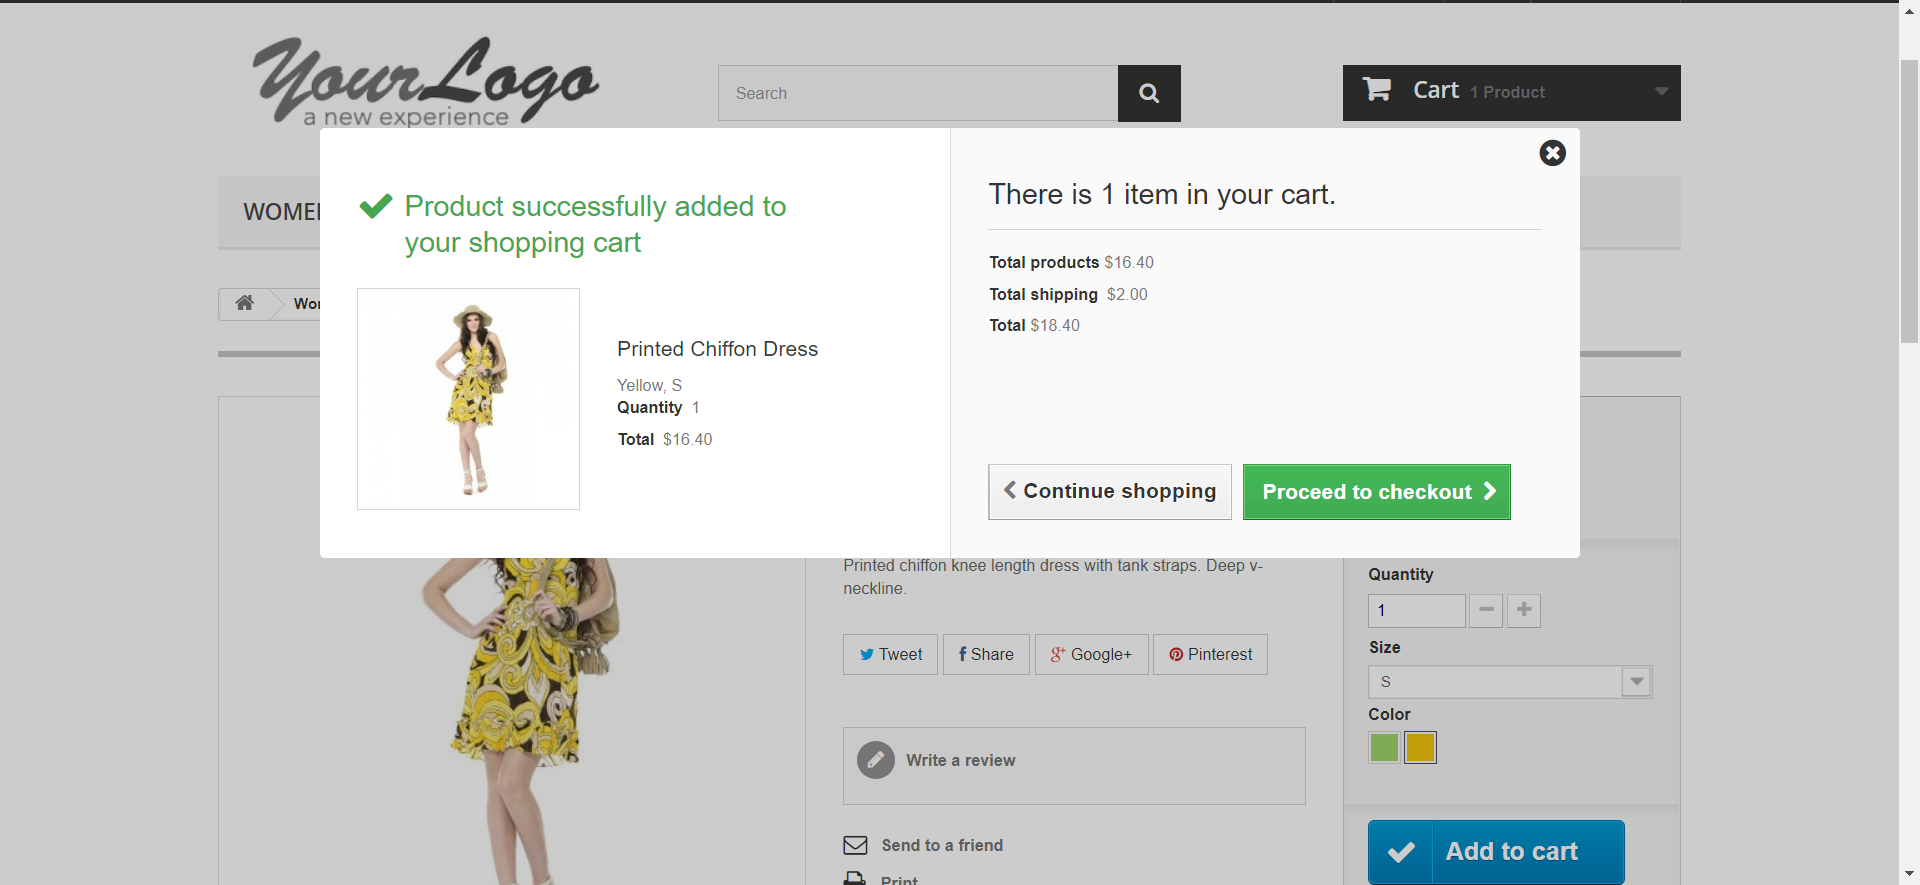 YourLogo
a new experience
Search
Cart 1 Product
Product successfully added to
your shopping cart
Printed Chiffon Dress
Yellow, S
Quantity 1
Total $16.40
There is 1 item in your cart.
Total products $16.40
Total shipping $2.00
Total $18.40
Continue shopping
Proceed to checkout
Printed chiffon knee length dress with tank straps. Deep v-
neckline.
Tweet
Share
Google+
Pinterest
Write a review
Send to a friend
Print
Quantity
1
Size
S
Color
Add to cart